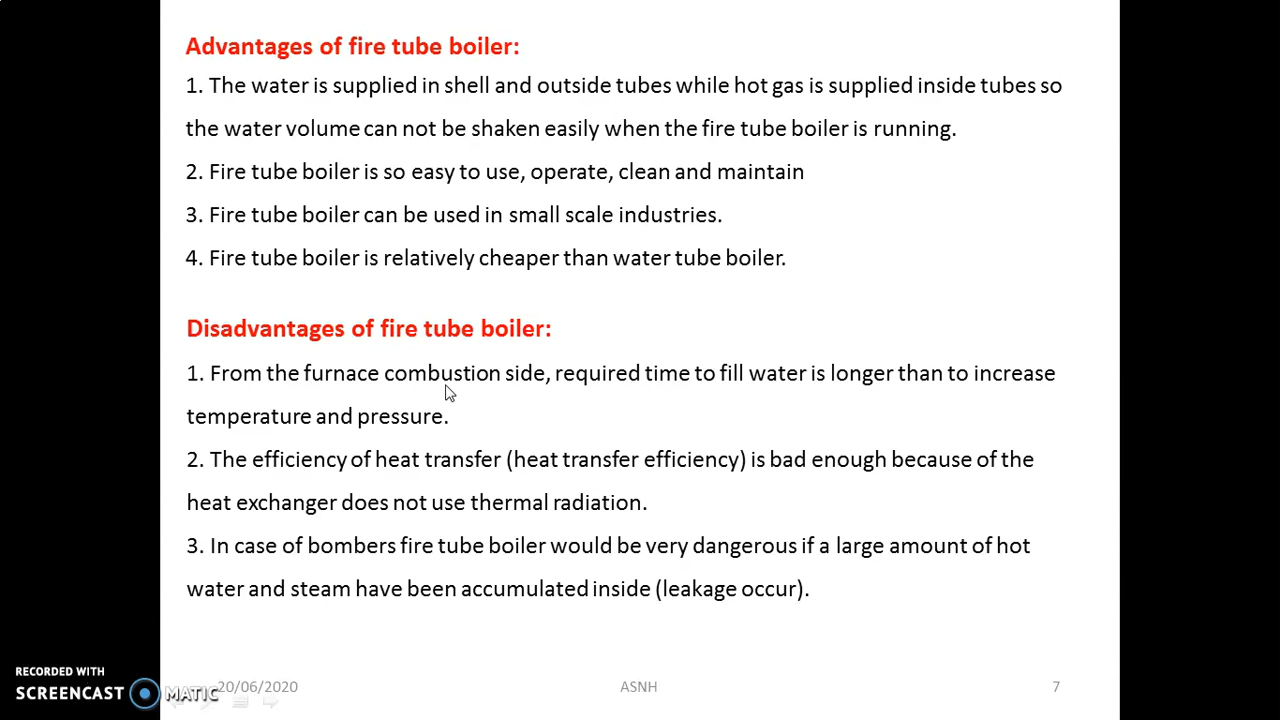 Advantages of fire tube boiler:
1. The water is supplied in shell and outside tubes while hot gas is supplied inside tubes so
the water volume can not be shaken easily when the fire tube boiler is running.
2. Fire tube boiler is so easy to use, operate, clean and maintain
3. Fire tube boiler can be used in small scale industries.
4. Fire tube boiler is relatively cheaper than water tube boiler.
Disadvantages of fire tube boiler:
1. From the furnace combustion side, required time to fill water is longer than to increase
temperature and pressure.
2. The efficiency of heat transfer (heat transfer efficiency) is bad enough because of the
heat exchanger does not use thermal radiation.
3. In case of bombers fire tube boiler would be very dangerous if a large amount of hot
water and steam have been accumulated inside (leakage occur).
RECORDED WITH
SCREENCAST MATIC
20/06/2020 ASNH 7